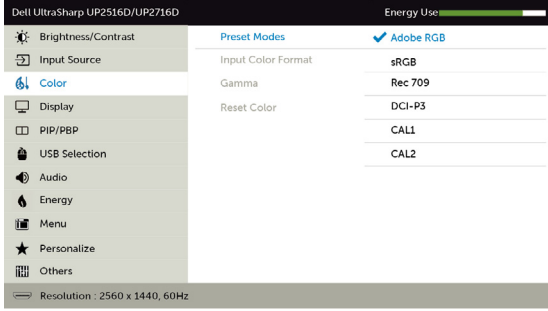 Dell UltraSharp UP2516D/UP2716D Energy Use
Brightness/Contrast Preset Modes Adobe RGB
Input Source Input Color Format sRGB
Color Gamma Rec 709
Display Reset Color DCI-P3
PIP/PBP CAL1
USB Selection CAL2
Audio
Energy
Menu
Personalize
Others
Resolution : 2560 x 1440, 60Hz